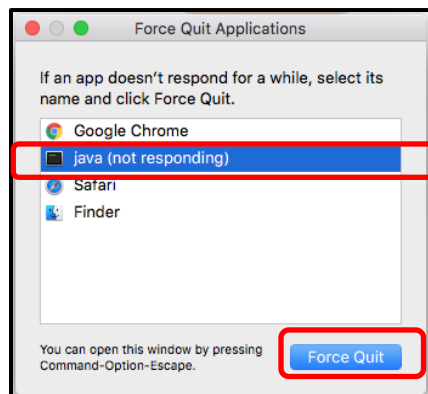 Force Quit Applications
If an app doesn’t respond for a while, select its
name and click Force Quit.
Google Chrome
java (not responding)
Safari
Finder
You can open this window by pressing
Command-Option-Escape.
Force Quit